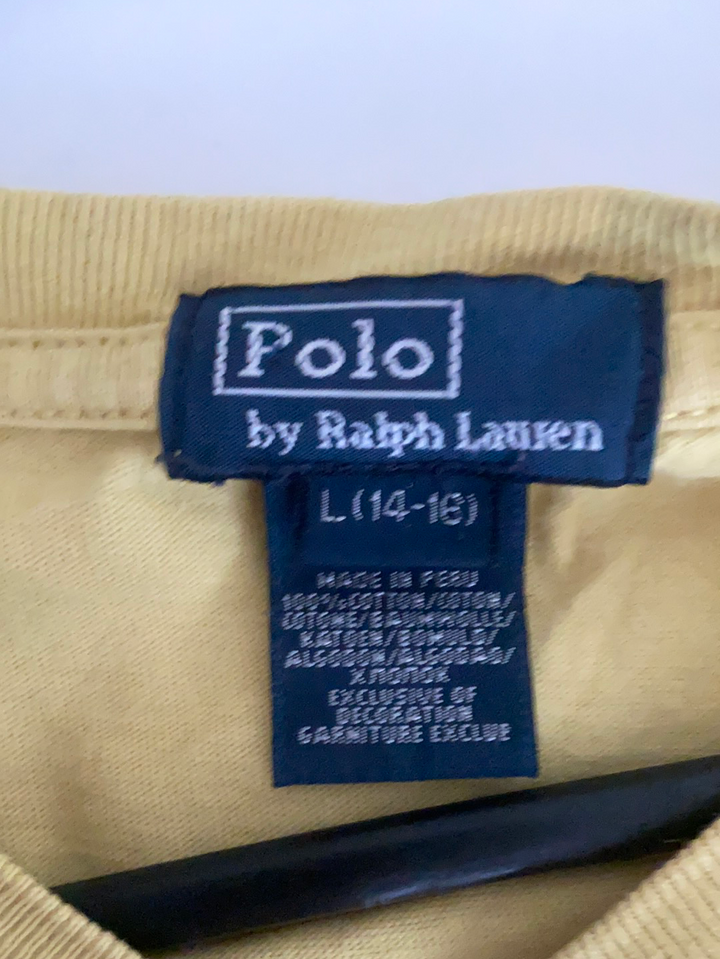 Polo
by Ralph Lauren
L (14-16)
MADE IN PERU
100% COTTON/COTON/
COTONE/BAUMWOLLE/
KATOEN/BOMULD/
ALGODON/ALGODAO/
ХЛОПОК
EXCLUSIVE OF
DECORATION
GARNITURE EXCLUE